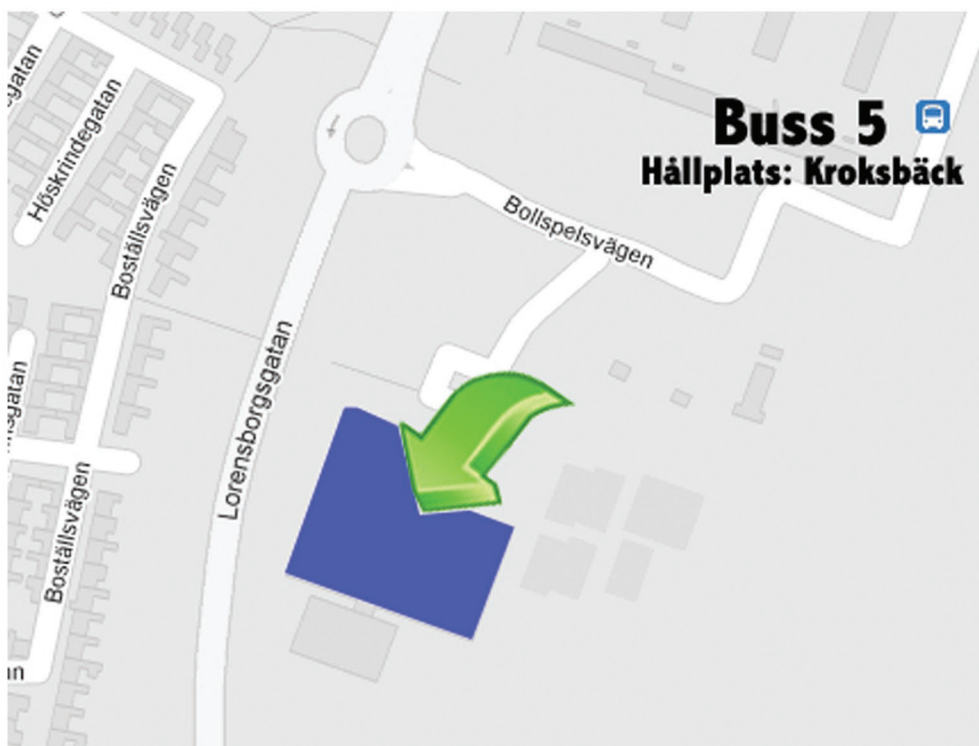 Buss 5
Hållplats: Kroksbäck
Höskrindegatan
Boställsvägen
Bollspelsvägen
Lorensborgsgatan
Boställsvägen